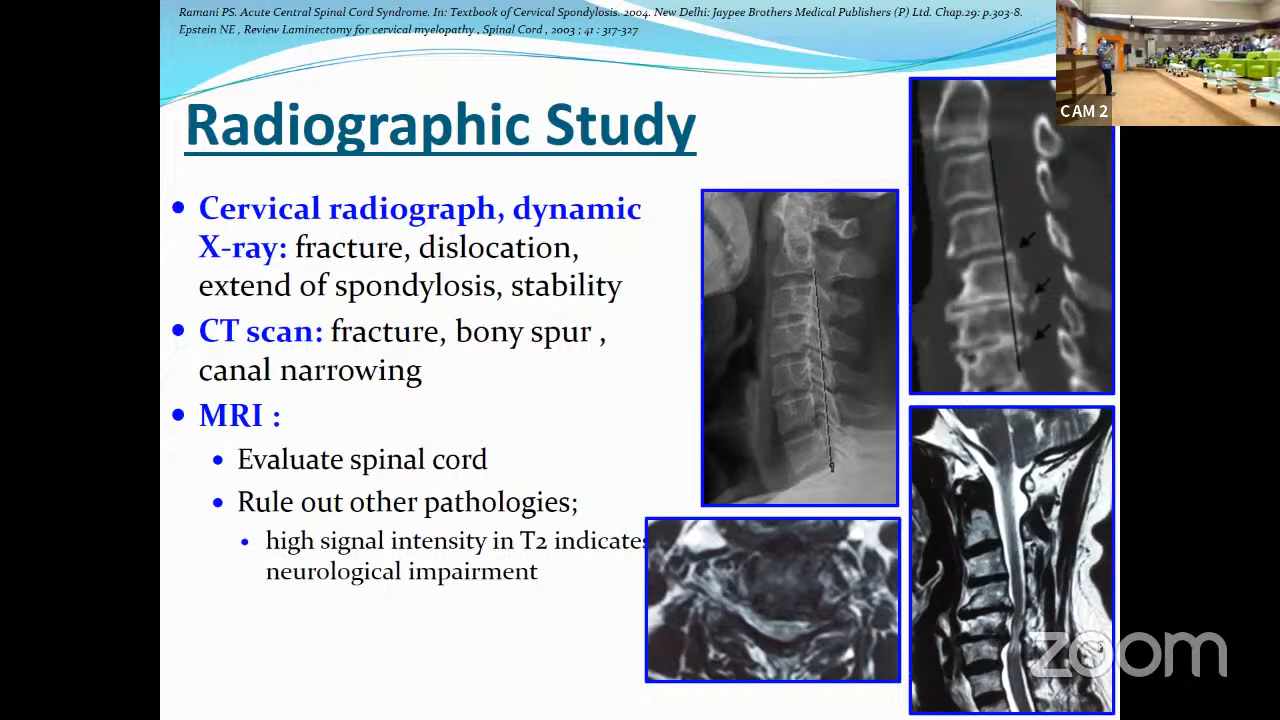 Ramani PS. Acute Central Spinal Cord Syndrome. In: Textbook of Cervical Spondylosis. 2004. New Delhi: Jaypee Brothers Medical Publishers (P) Ltd. Chap.29: p.303-8.
Epstein NE , Review Laminectomy for cervical myelopathy , Spinal Cord , 2003 ; 41 : 317-327
CAM 2
Radiographic Study
• Cervical radiograph, dynamic
X-ray: fracture, dislocation,
extend of spondylosis, stability
• CT scan: fracture, bony spur ,
canal narrowing
• MRI :
• Evaluate spinal cord
• Rule out other pathologies;
• high signal intensity in T2 indicates
neurological impairment
zoom